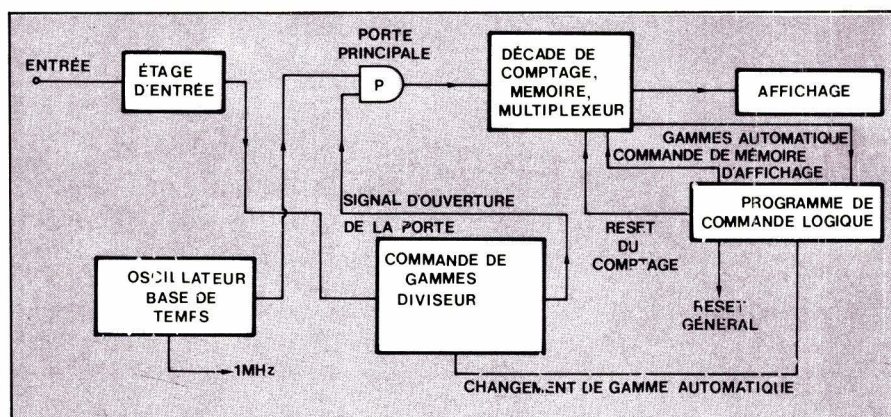 ENTRÉE
ÉTAGE
D'ENTRÉE
PORTE
PRINCIPALE
P
DÉCADE DE
COMPTAGE,
MEMOIRE,
MULTIPLEXEUR
AFFICHAGE
GAMMES AUTOMATIQUE
COMMANDE DE MÉMOIRE
D'AFFICHAGE
PROGRAMME DE
COMMANDE LOGIQUE
SIGNAL D'OUVERTURE
DE LA PORTE
RESET
DU
COMPTAGE
OSCILLATEUR
BASE DE
TEMPS
COMMANDE DE
GAMMES
DIVISEUR
RESET
GÉNERAL
1MHz
CHANGEMENT DE GAMME AUTOMATIQUE